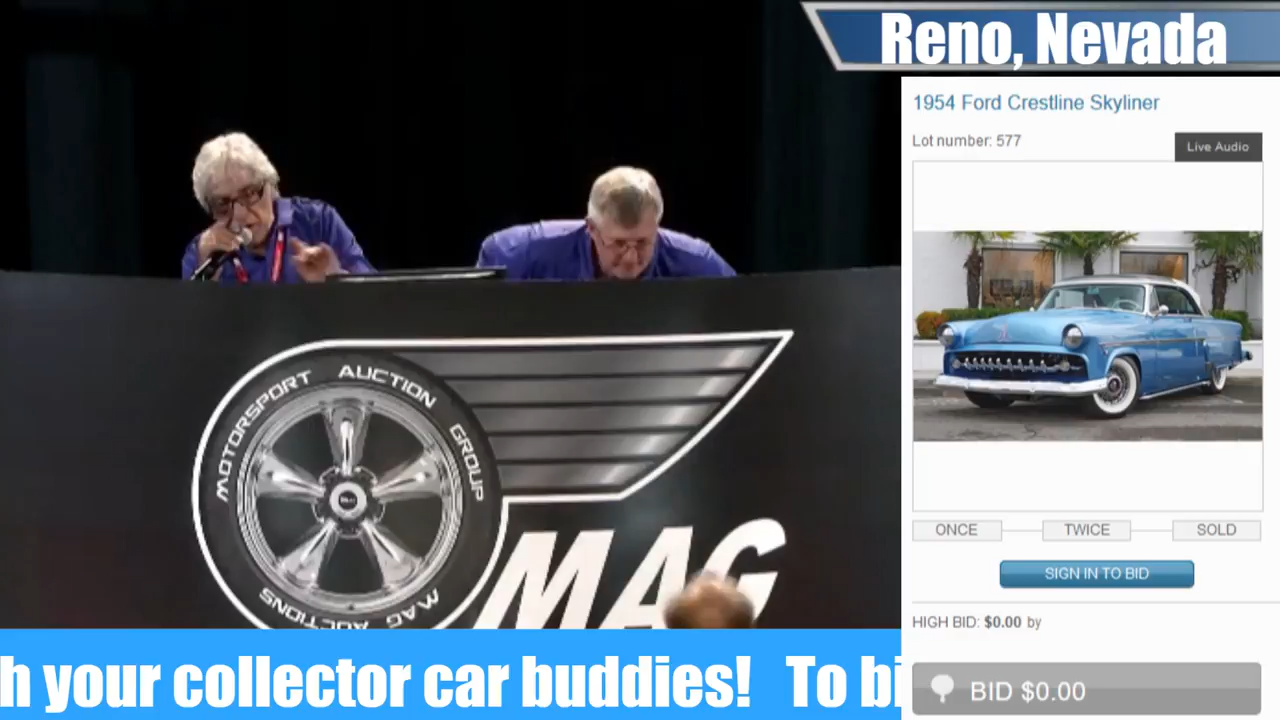 Reno, Nevada
1954 Ford Crestline Skyliner
Lot number: 577
Live Audio
MOTORSPORT AUCTION GROUP
MAG AUCTIONS
MAG
ONCE
TWICE
SOLD
SIGN IN TO BID
HIGH BID: $0.00 by
BID $0.00
h your collector car buddies! To bi